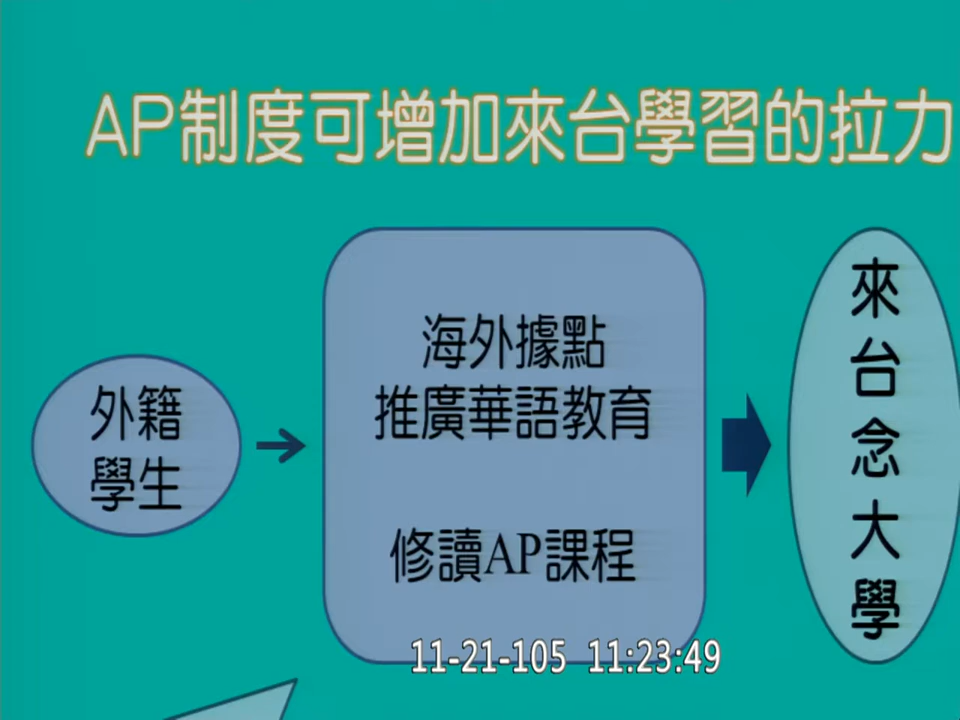 AP制度可增加來台學習的拉力
外籍
學生
海外據點
推廣華語教育
修讀AP課程
來台念大學
11-21-105 11:23:49